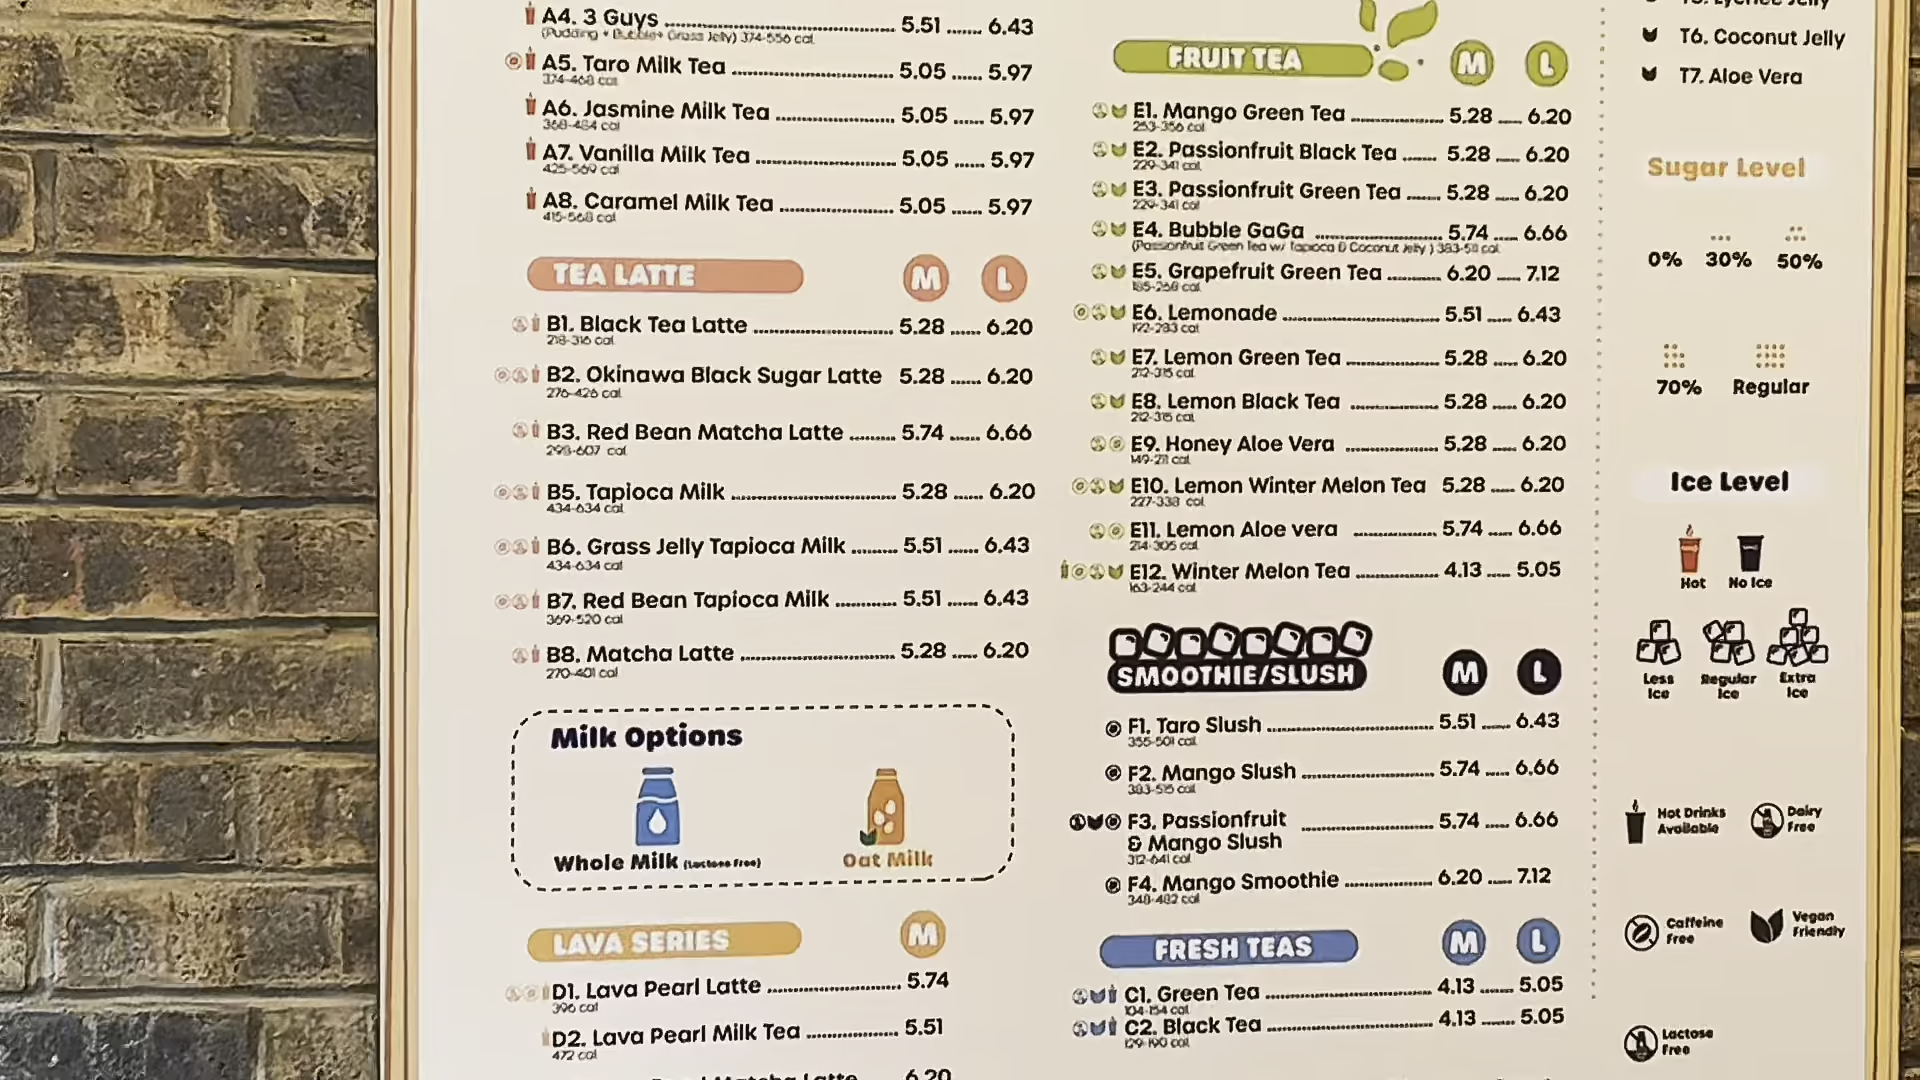 A4. 3 Guys 5.51 6.43
(Pudding + Bubble+ Grass Jelly) 374-556 cal
A5. Taro Milk Tea 5.05 5.97
374-468 cal
A6. Jasmine Milk Tea 5.05 5.97
368-484 cal
A7. Vanilla Milk Tea 5.05 5.97
425-569 cal
A8. Caramel Milk Tea 5.05 5.97
415-568 cal
TEA LATTE M L
B1. Black Tea Latte 5.28 6.20
218-316 cal
B2. Okinawa Black Sugar Latte 5.28 6.20
276-426 cal
B3. Red Bean Matcha Latte 5.74 6.66
298-607 cal
B5. Tapioca Milk 5.28 6.20
434-634 cal
B6. Grass Jelly Tapioca Milk 5.51 6.43
434-634 cal
B7. Red Bean Tapioca Milk 5.51 6.43
369-520 cal
B8. Matcha Latte 5.28 6.20
270-401 cal
Milk Options
Whole Milk (Lactose Free) Oat Milk
LAVA SERIES M
D1. Lava Pearl Latte 5.74
396 cal
D2. Lava Pearl Milk Tea 5.51
472 cal
Matcha Latte 6.20
FRUIT TEA M L
E1. Mango Green Tea 5.28 6.20
253-356 cal
E2. Passionfruit Black Tea 5.28 6.20
229-341 cal
E3. Passionfruit Green Tea 5.28 6.20
229-341 cal
E4. Bubble GaGa 5.74 6.66
(Passionfruit Green Tea w/ Tapioca & Coconut Jelly ) 383-511 cal
E5. Grapefruit Green Tea 6.20 7.12
185-268 cal
E6. Lemonade 5.51 6.43
192-283 cal
E7. Lemon Green Tea 5.28 6.20
212-315 cal
E8. Lemon Black Tea 5.28 6.20
212-315 cal
E9. Honey Aloe Vera 5.28 6.20
149-211 cal
E10. Lemon Winter Melon Tea 5.28 6.20
227-338 cal
E11. Lemon Aloe vera 5.74 6.66
214-305 cal
E12. Winter Melon Tea 4.13 5.05
163-244 cal
SMOOTHIE/SLUSH M L
F1. Taro Slush 5.51 6.43
355-501 cal
F2. Mango Slush 5.74 6.66
383-515 cal
F3. Passionfruit 5.74 6.66
& Mango Slush
312-641 cal
F4. Mango Smoothie 6.20 7.12
348-482 cal
FRESH TEAS M L
C1. Green Tea 4.13 5.05
104-154 cal
C2. Black Tea 4.13 5.05
129-190 cal
Lychee Jelly
T6. Coconut Jelly
T7. Aloe Vera
Sugar Level
0% 30% 50%
70% Regular
Ice Level
Hot No Ice
Less Ice Regular Ice Extra Ice
Hot Drinks Available Dairy Free
Caffeine Free Vegan Friendly
Lactose Free